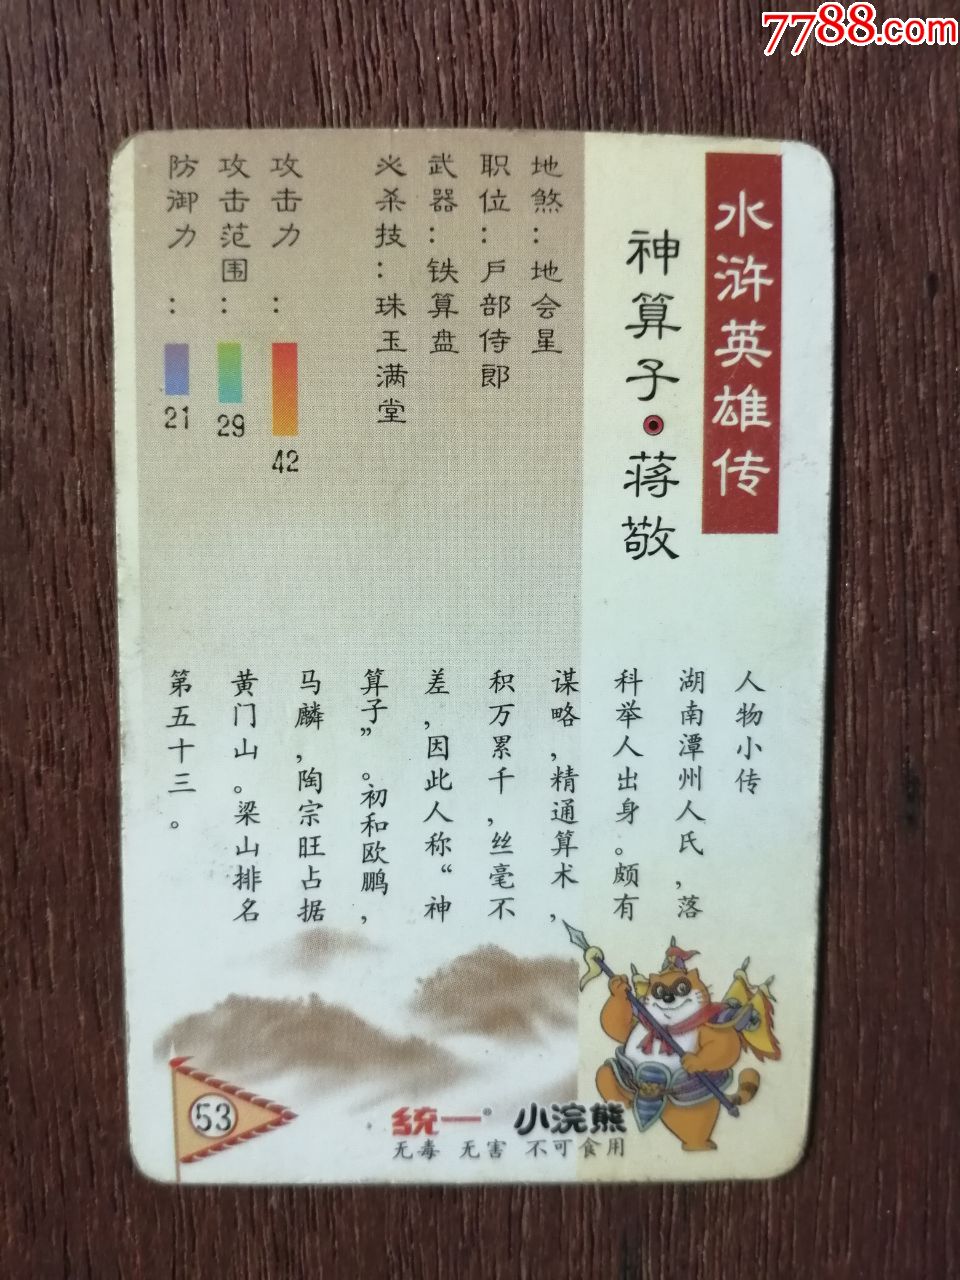 7788.com
水浒英雄传
神算子·蒋敬
地煞：地会星
职位：户部侍郎
武器：铁算盘
必杀技：珠玉满堂
攻击力：42
攻击范围：29
防御力：21
人物小传
湖南潭州人氏，落
科举人出身。颇有
谋略，精通算术，
积万累千，丝毫不
差，因此人称“神
算子”。初和欧鹏，
马麟，陶宗旺占据
黄门山。梁山排名
第五十三。
53
统一® 小浣熊
无毒 无害 不可食用